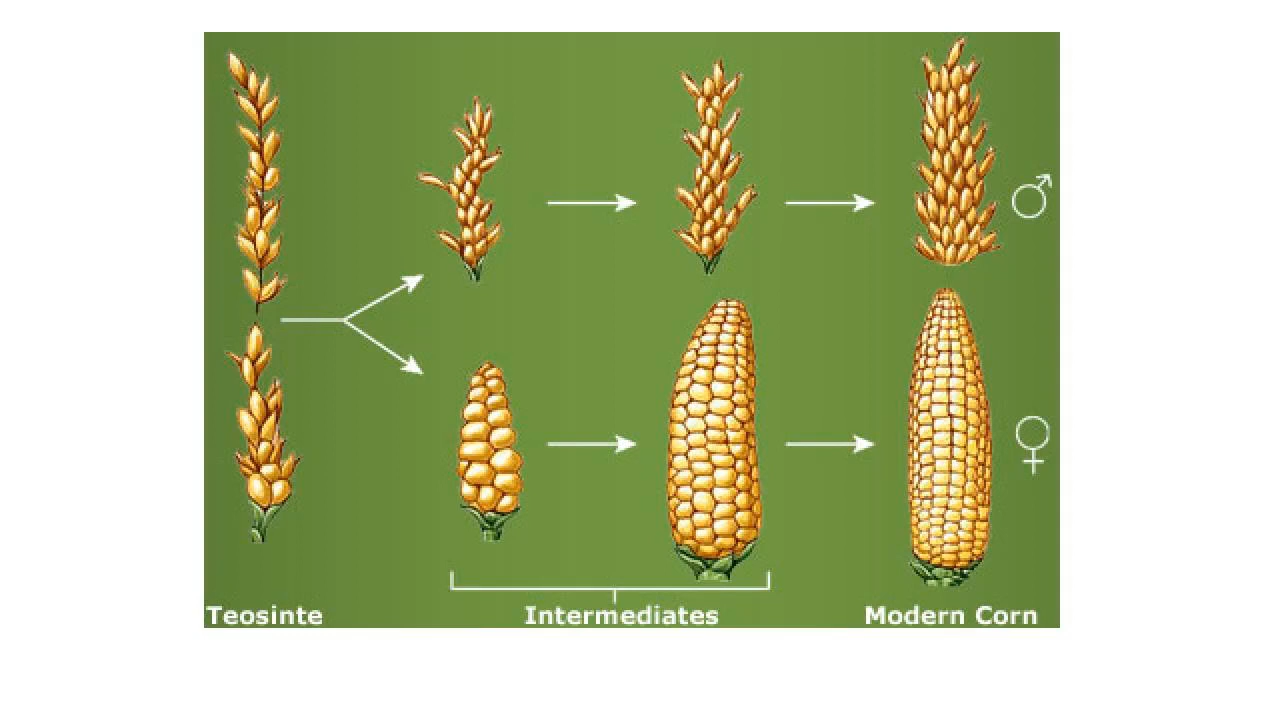 ♂
♀
Teosinte
Intermediates
Modern Corn